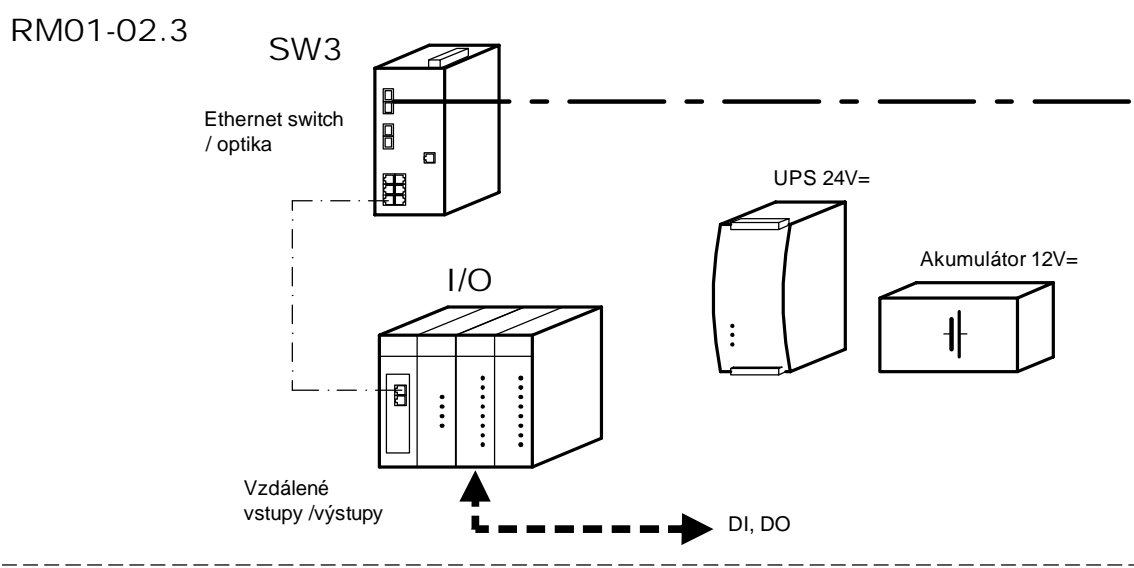 RM01-02.3
SW3
Ethernet switch
/ optika
UPS 24V=
Akumulátor 12V=
I/O
Vzdálené
vstupy /výstupy
DI, DO